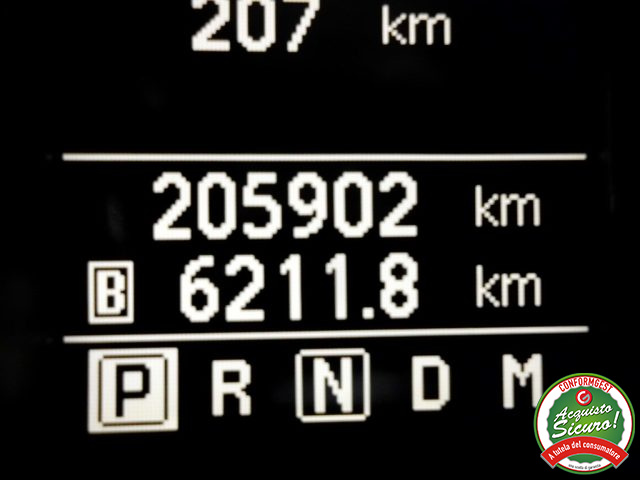 207 km
205902 km
B 6211.8 km
P R N D M
CONFORMGEST
Acquisto
Sicuro!
A tutela del consumatore